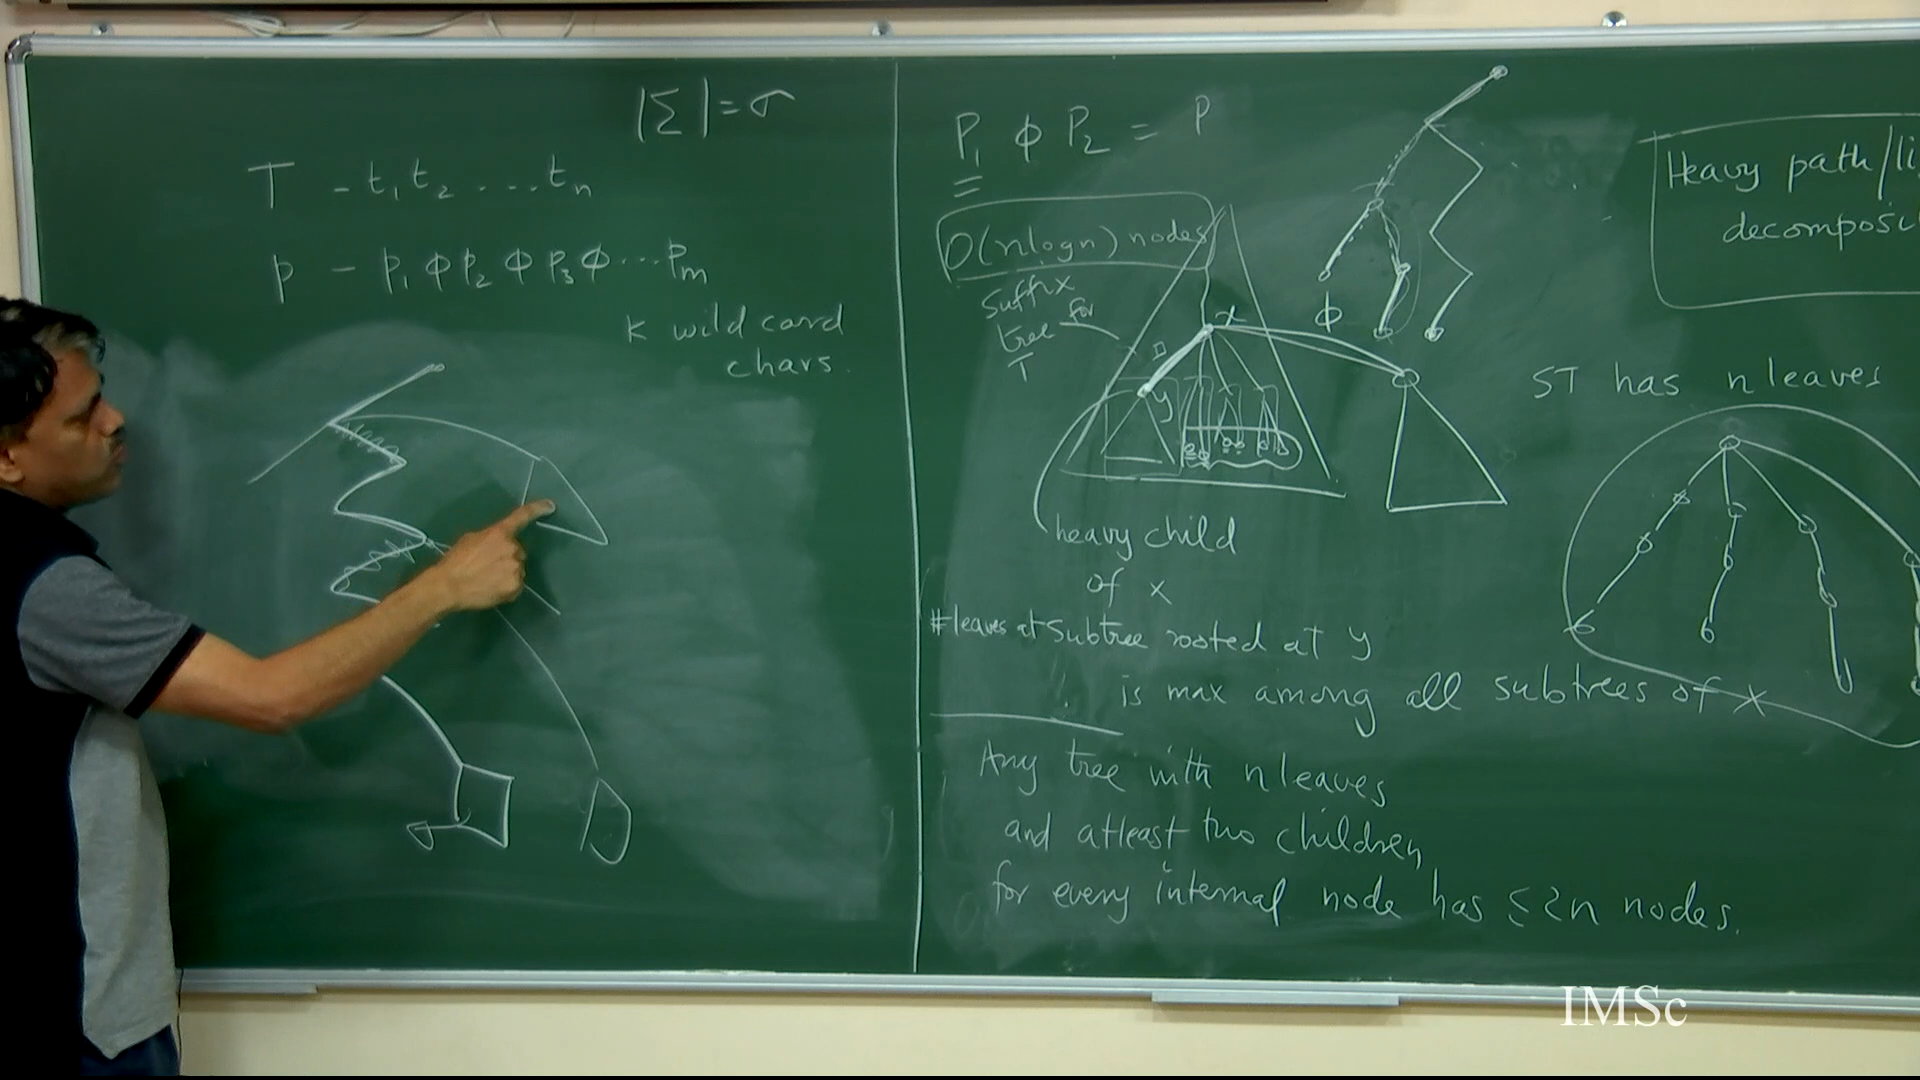 |Σ| = σ
T - t₁ t₂ .... tₙ
p - p₁ ϕ p₂ ϕ p₃ ϕ ... pₘ
k wild card
chars.
P₁ ϕ P₂ = P
O(nlogn) nodes
Suffix
tree for
T
x
y
ϕ
heavy child
of x
# leaves at subtree rooted at y
is max among all subtrees of x
Any tree with n leaves
and atleast two children
for every internal node has ≤ 2n nodes.
Heavy path/li
decomposi
ST has n leaves
IMSc